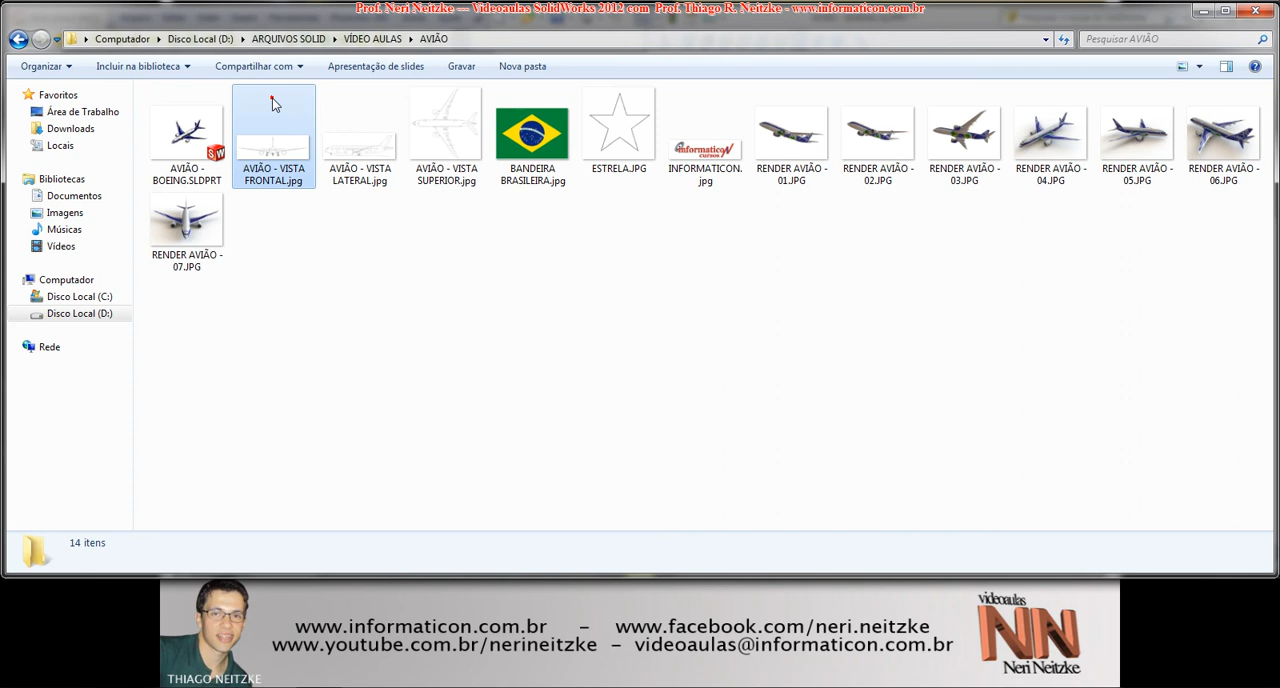 Prof. Neri Neitzke --- Videoaulas SolidWorks 2012 com Prof. Thiago R. Neitzke - www.informaticon.com.br
Computador Disco Local (D:) ARQUIVOS SOLID VÍDEO AULAS AVIÃO
Pesquisar AVIÃO
Organizar Incluir na biblioteca Compartilhar com Apresentação de slides Gravar Nova pasta
Favoritos
Área de Trabalho
Downloads
Locais
Bibliotecas
Documentos
Imagens
Músicas
Vídeos
Computador
Disco Local (C:)
Disco Local (D:)
Rede
AVIÃO -
BOEING.SLDPRT
AVIÃO - VISTA
FRONTAL.jpg
AVIÃO - VISTA
LATERAL.jpg
AVIÃO - VISTA
SUPERIOR.jpg
BANDEIRA
BRASILEIRA.jpg
ESTRELA.JPG
informaticoN
cursos
INFORMATICON.
jpg
RENDER AVIÃO -
01.JPG
RENDER AVIÃO -
02.JPG
RENDER AVIÃO -
03.JPG
RENDER AVIÃO -
04.JPG
RENDER AVIÃO -
05.JPG
RENDER AVIÃO -
06.JPG
RENDER AVIÃO -
07.JPG
14 itens
www.informaticon.com.br - www.facebook.com/neri.neitzke
www.youtube.com.br/nerineitzke - videoaulas@informaticon.com.br
THIAGO NEITZKE
videoaulas
NN
Neri Neitzke